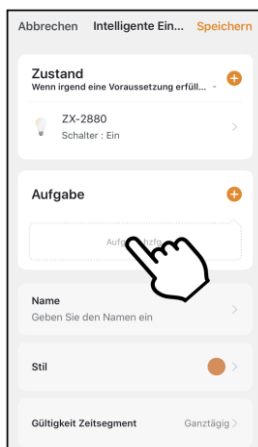 Abbrechen Intelligente Ein... Speichern
Zustand
Wenn irgend eine Voraussetzung erfüll...
ZX-2880
Schalter : Ein
Aufgabe
Name
Geben Sie den Namen ein
Stil
Gültigkeit Zeitsegment Ganztägig